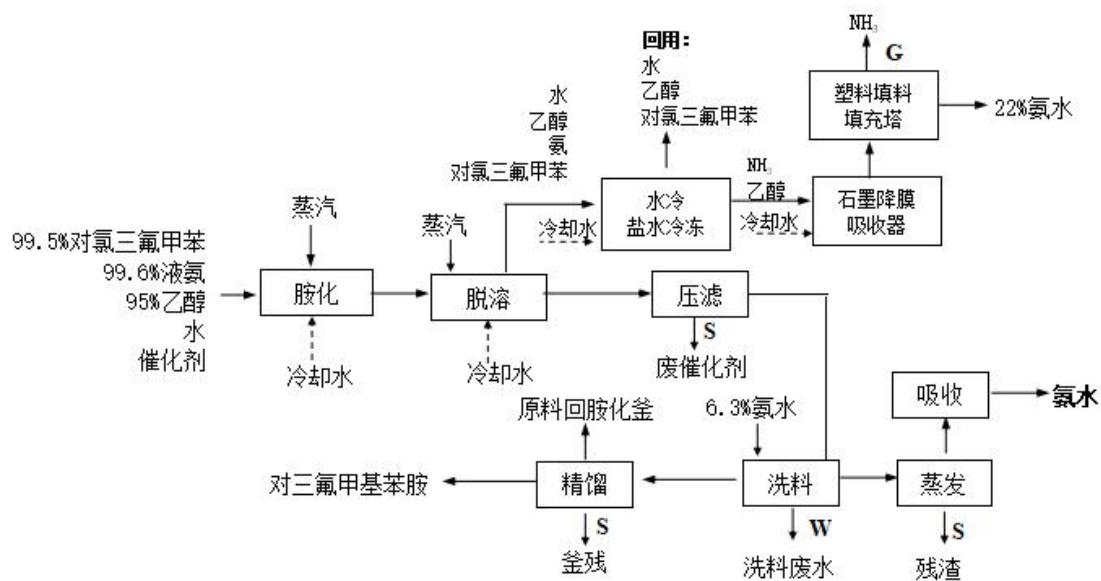 NH₃
G
回用：
水
乙醇
对氯三氟甲苯
塑料填料
填充塔
22%氨水
水
乙醇
氨
对氯三氟甲苯
NH₃
乙醇
水冷
盐水冷冻
冷却水
冷却水
石墨降膜
吸收器
蒸汽
蒸汽
99.5%对氯三氟甲苯
99.6%液氨
95%乙醇
水
催化剂
胺化
脱溶
压滤
S
废催化剂
冷却水
冷却水
吸收
氨水
原料回胺化釜
6.3%氨水
对三氟甲基苯胺
精馏
洗料
蒸发
S
W
S
釜残
洗料废水
残渣